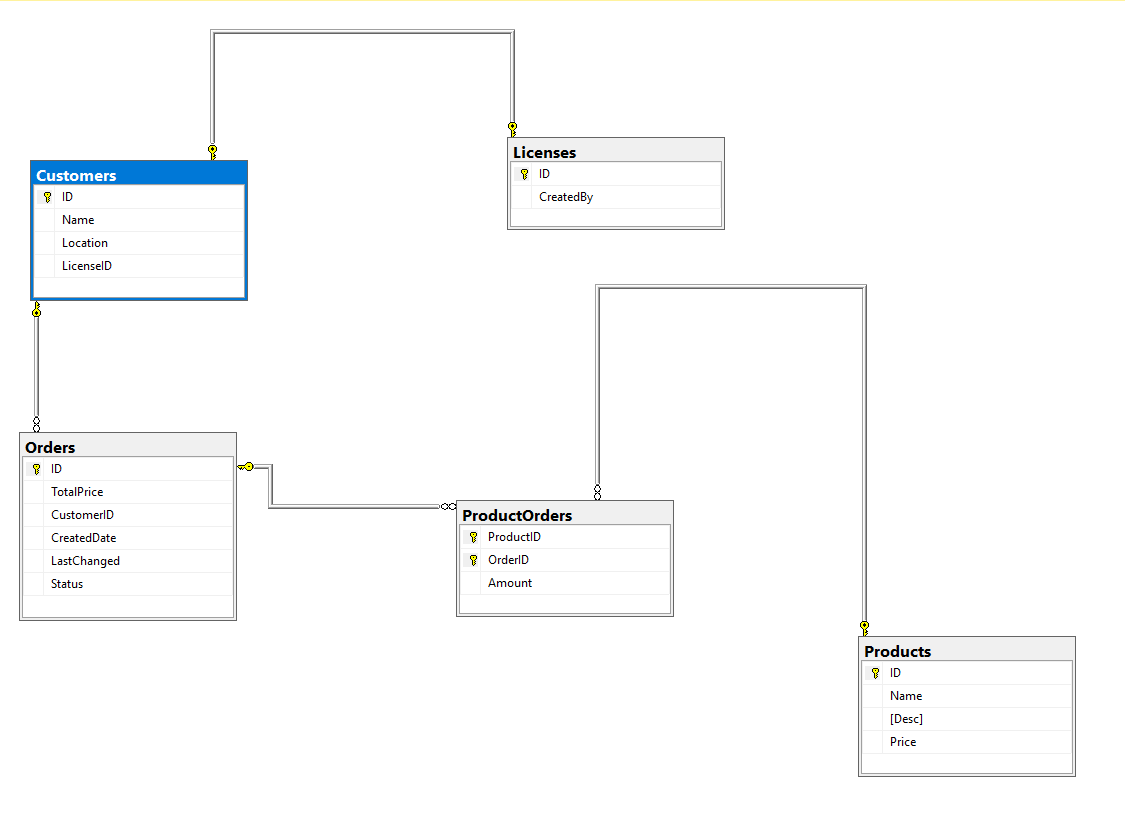 Customers
ID
Name
Location
LicenseID
Licenses
ID
CreatedBy
Orders
ID
TotalPrice
CustomerID
CreatedDate
LastChanged
Status
ProductOrders
ProductID
OrderID
Amount
Products
ID
Name
[Desc]
Price